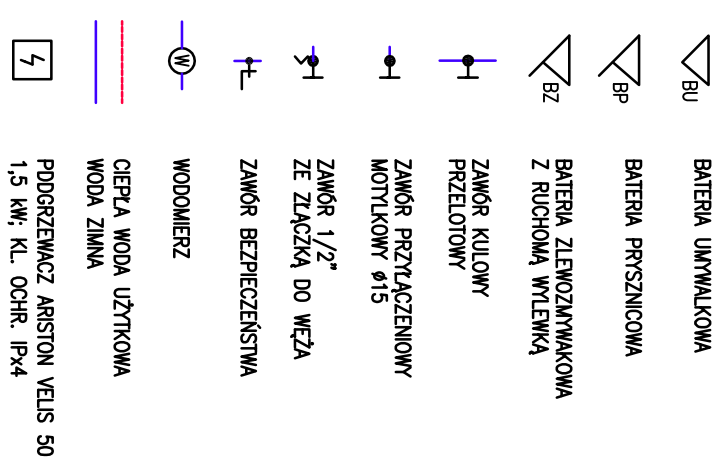 BU
BATERIA UMYWALKOWA
BP
BATERIA PRYSZNICOWA
BZ
BATERIA ZLEWOZMYWAKOWA
Z RUCHOMĄ WYLEWKĄ
ZAWÓR KULOWY
PRZELOTOWY
ZAWÓR PRZYŁĄCZENIOWY
MOTYLKOWY ø15
ZAWÓR 1/2"
ZE ZŁĄCZKĄ DO WĘŻA
ZAWÓR BEZPIECZEŃSTWA
W
WODOMIERZ
CIEPŁA WODA UŻYTKOWA
WODA ZIMNA
PDDGRZEWACZ ARISTON VELIS 50
1,5 kW; KL. OCHR. IPx4